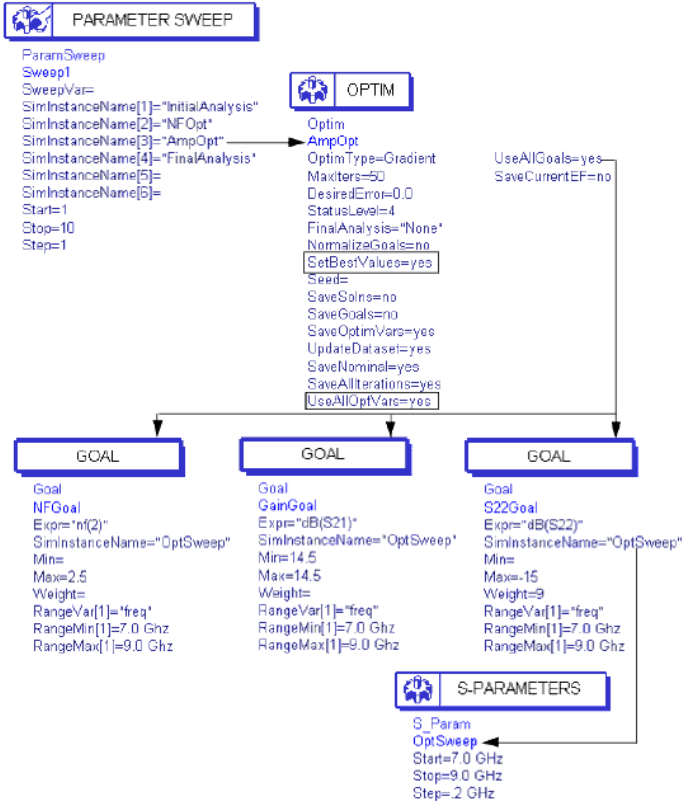 PARAMETER SWEEP
ParamSweep
Sweep1
SweepVar=
SimInstanceName[1]="InitialAnalysis"
SimInstanceName[2]="NFOpt"
SimInstanceName[3]="AmpOpt"
SimInstanceName[4]="FinalAnalysis"
SimInstanceName[5]=
SimInstanceName[6]=
Start=1
Stop=10
Step=1
OPTIM
Optim
AmpOpt
OptimType=Gradient
MaxIters=50
DesiredError=0.0
StatusLevel=4
FinalAnalysis="None"
NormalizeGoals=no
SetBestValues=yes
Seed=
SaveSolns=no
SaveGoals=no
SaveOptimVars=yes
UpdateDataset=yes
SaveNominal=yes
SaveAllIterations=yes
UseAllOptVars=yes
UseAllGoals=yes
SaveCurrentEF=no
GOAL
Goal
NFGoal
Expr="nf(2)"
SimInstanceName="OptSweep"
Min=
Max=2.5
Weight=
RangeVar[1]="freq"
RangeMin[1]=7.0 Ghz
RangeMax[1]=9.0 Ghz
GOAL
Goal
GainGoal
Expr="dB(S21)"
SimInstanceName="OptSweep"
Min=14.5
Max=14.5
Weight=
RangeVar[1]="freq"
RangeMin[1]=7.0 Ghz
RangeMax[1]=9.0 Ghz
GOAL
Goal
S22Goal
Expr="dB(S22)"
SimInstanceName="OptSweep"
Min=
Max=-15
Weight=9
RangeVar[1]="freq"
RangeMin[1]=7.0 Ghz
RangeMax[1]=9.0 Ghz
S-PARAMETERS
S_Param
OptSweep
Start=7.0 GHz
Stop=9.0 GHz
Step=.2 GHz